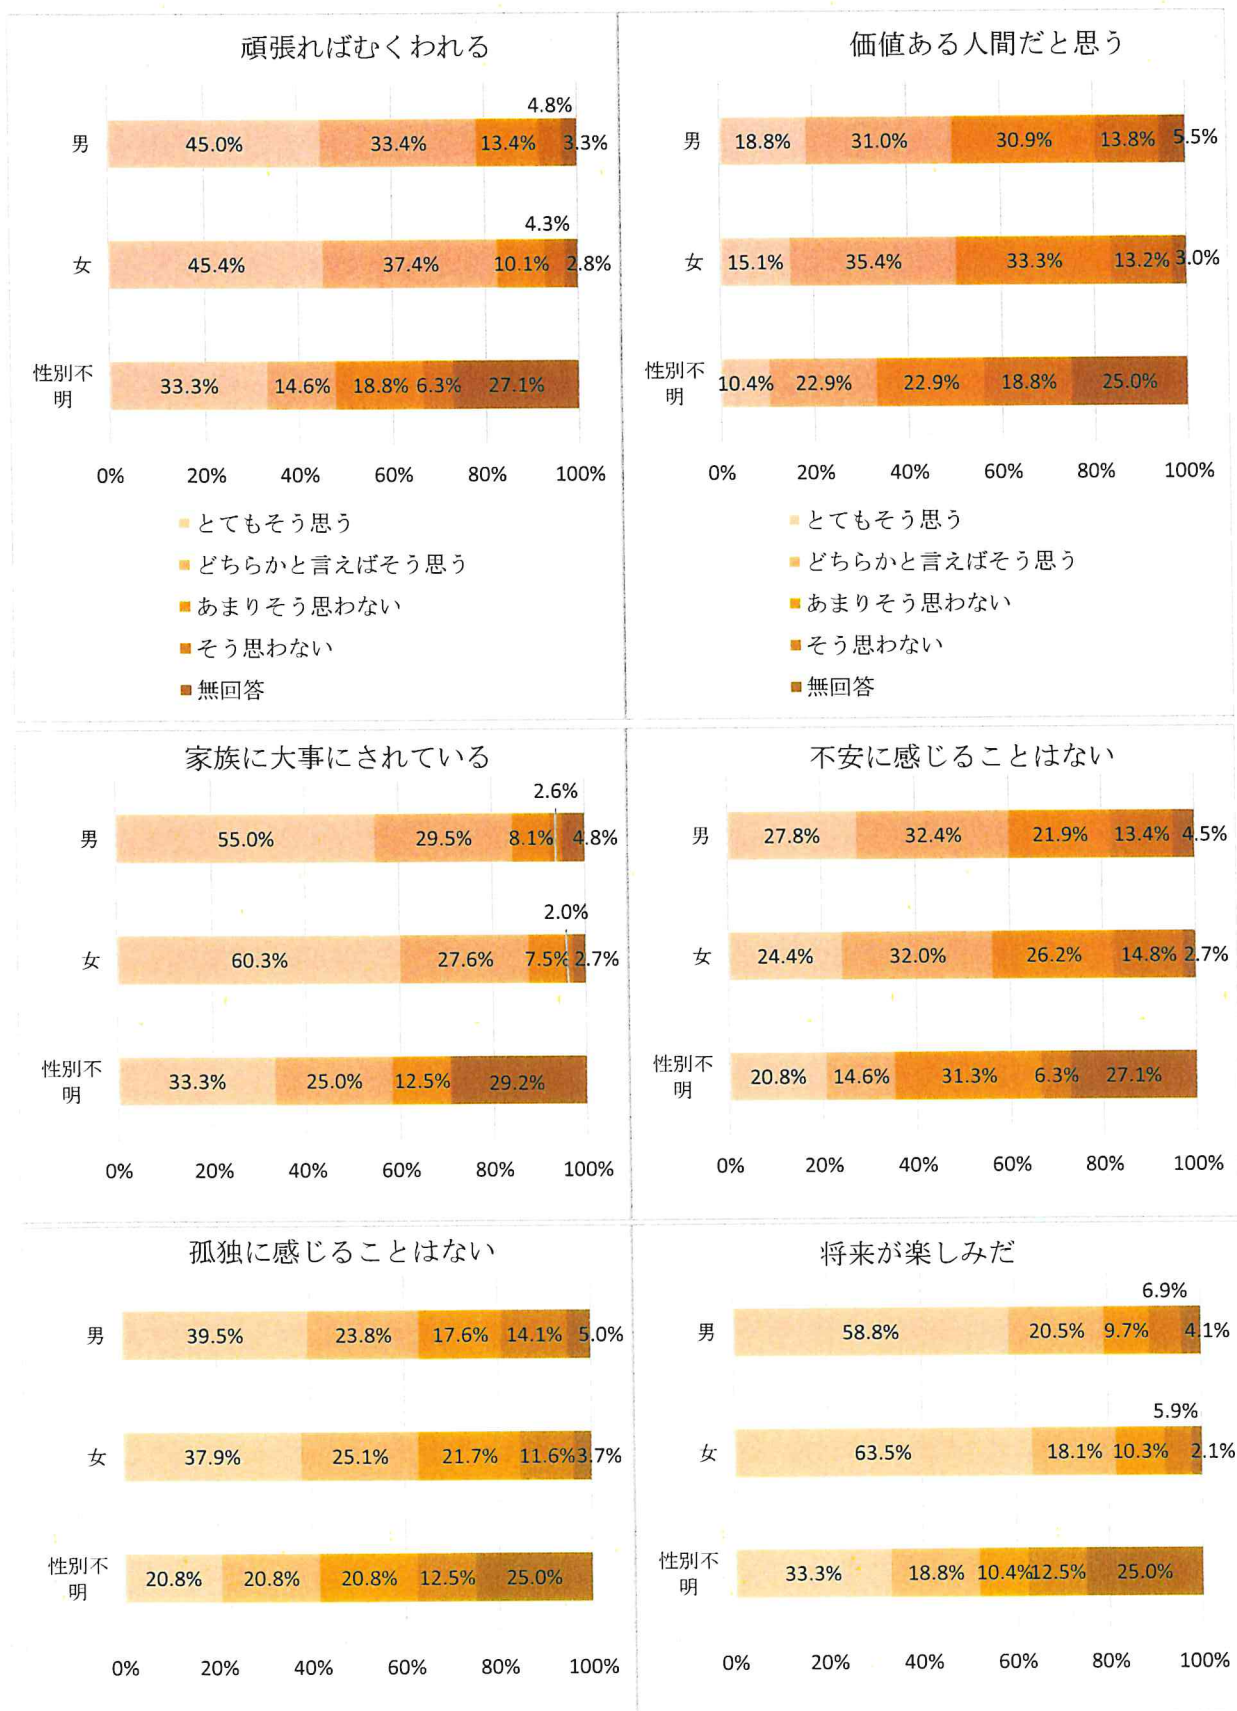 頑張ればむくわれる
4.8%
男 45.0% 33.4% 13.4% 3.3%
4.3%
女 45.4% 37.4% 10.1% 2.8%
性別不
明
33.3% 14.6% 18.8% 6.3% 27.1%
0% 20% 40% 60% 80% 100%
とてもそう思う
どちらかと言えばそう思う
あまりそう思わない
そう思わない
無回答
価値ある人間だと思う
男 18.8% 31.0% 30.9% 13.8% 5.5%
女 15.1% 35.4% 33.3% 13.2% 3.0%
性別不
明
10.4% 22.9% 22.9% 18.8% 25.0%
0% 20% 40% 60% 80% 100%
とてもそう思う
どちらかと言えばそう思う
あまりそう思わない
そう思わない
無回答
家族に大事にされている
2.6%
男 55.0% 29.5% 8.1% 4.8%
2.0%
女 60.3% 27.6% 7.5% 2.7%
性別不
明
33.3% 25.0% 12.5% 29.2%
0% 20% 40% 60% 80% 100%
不安に感じることはない
男 27.8% 32.4% 21.9% 13.4% 4.5%
女 24.4% 32.0% 26.2% 14.8% 2.7%
性別不
明
20.8% 14.6% 31.3% 6.3% 27.1%
0% 20% 40% 60% 80% 100%
孤独に感じることはない
男 39.5% 23.8% 17.6% 14.1% 5.0%
女 37.9% 25.1% 21.7% 11.6% 3.7%
性別不
明
20.8% 20.8% 20.8% 12.5% 25.0%
0% 20% 40% 60% 80% 100%
将来が楽しみだ
6.9%
男 58.8% 20.5% 9.7% 4.1%
5.9%
女 63.5% 18.1% 10.3% 2.1%
性別不
明
33.3% 18.8% 10.4% 12.5% 25.0%
0% 20% 40% 60% 80% 100%